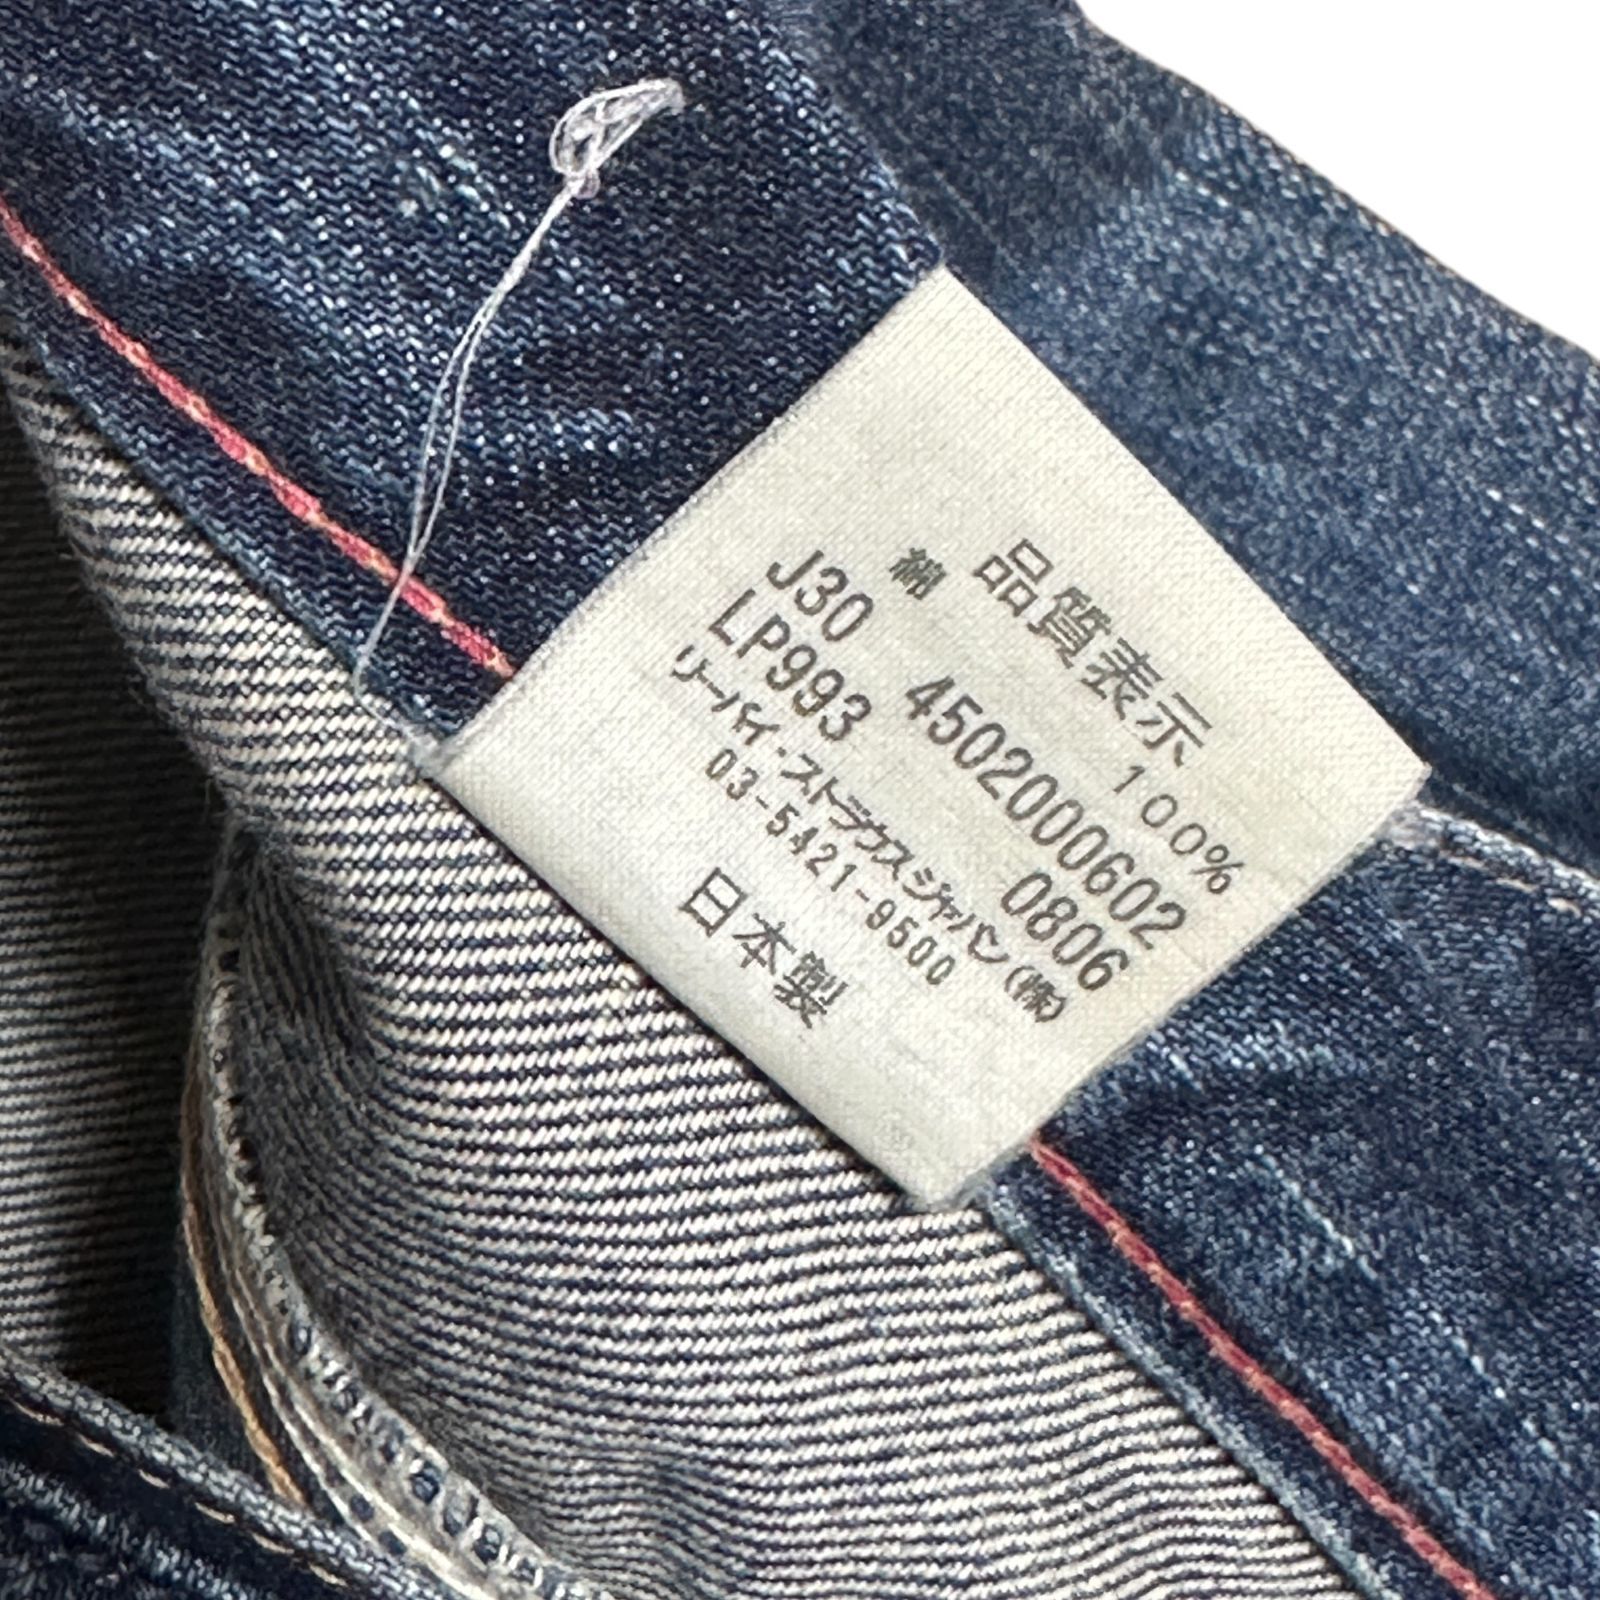 品質表示
綿 100%
J30 4502000602
LP993 0806
リーバイ・ストラウスジャパン(株)
03-5421-9500
日本製